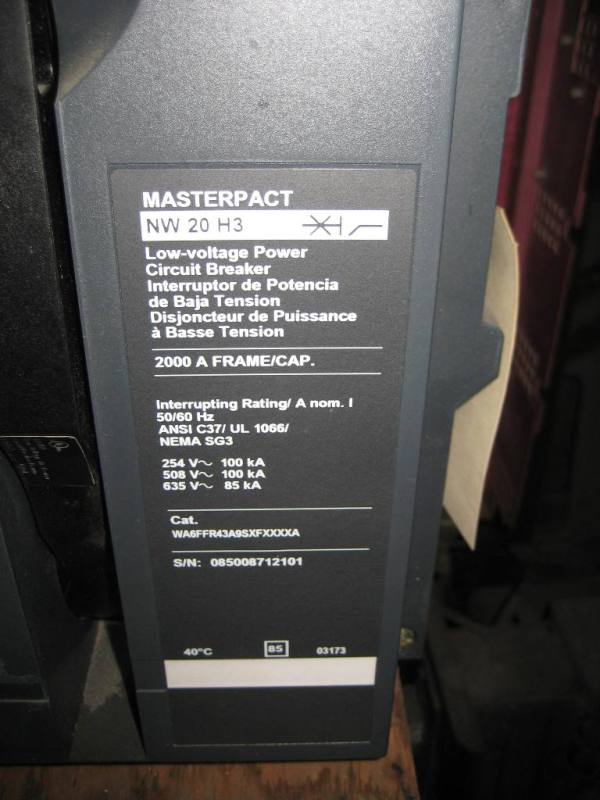 MASTERPACT
NW 20 H3
Low-voltage Power
Circuit Breaker
Interruptor de Potencia
de Baja Tension
Disjoncteur de Puissance
à Basse Tension
2000 A FRAME/CAP.
Interrupting Rating/ A nom. I
50/60 Hz
ANSI C37/ UL 1066/
NEMA SG3
254 V~ 100 kA
508 V~ 100 kA
635 V~ 85 kA
Cat.
WA6FFR43A9SXFXXXXA
S/N: 085008712101
40°C 85 03173